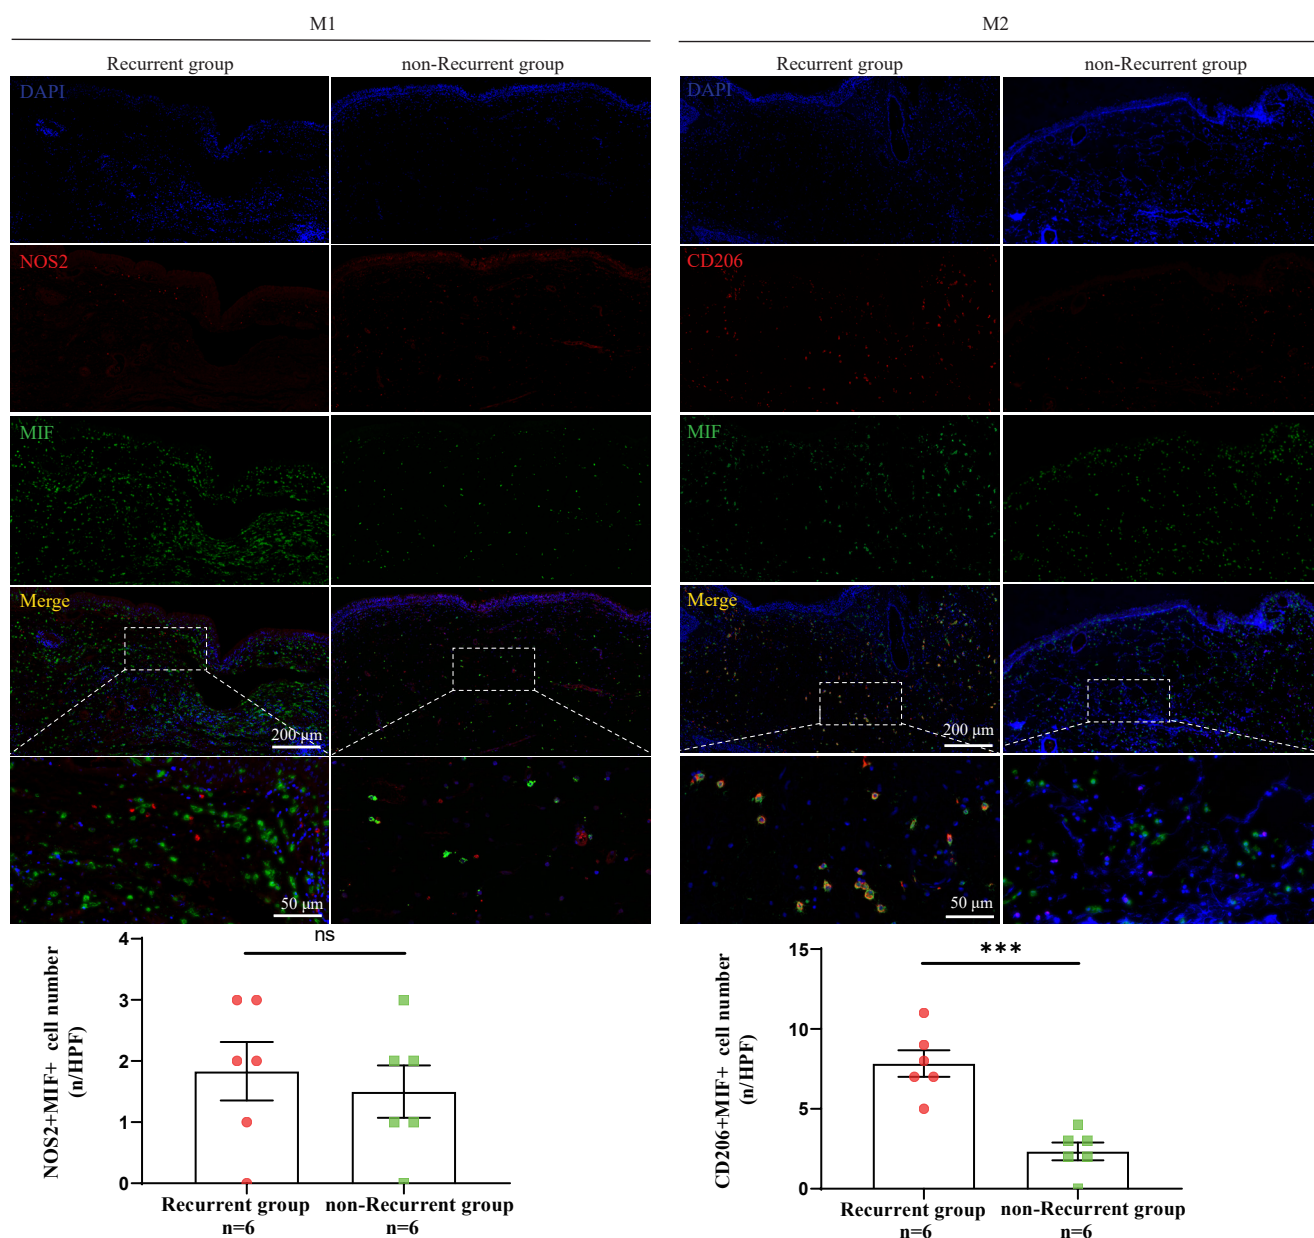 M1
M2
Recurrent group
non-Recurrent group
Recurrent group
non-Recurrent group
DAPI
DAPI
NOS2
CD206
MIF
MIF
Merge
200 μm
Merge
200 μm
50 μm
50 μm
NOS2+MIF+ cell number
(n/HPF)
4
3
2
1
0
ns
Recurrent group
n=6
non-Recurrent group
n=6
CD206+MIF+ cell number
(n/HPF)
15
10
5
0
***
Recurrent group
n=6
non-Recurrent group
n=6